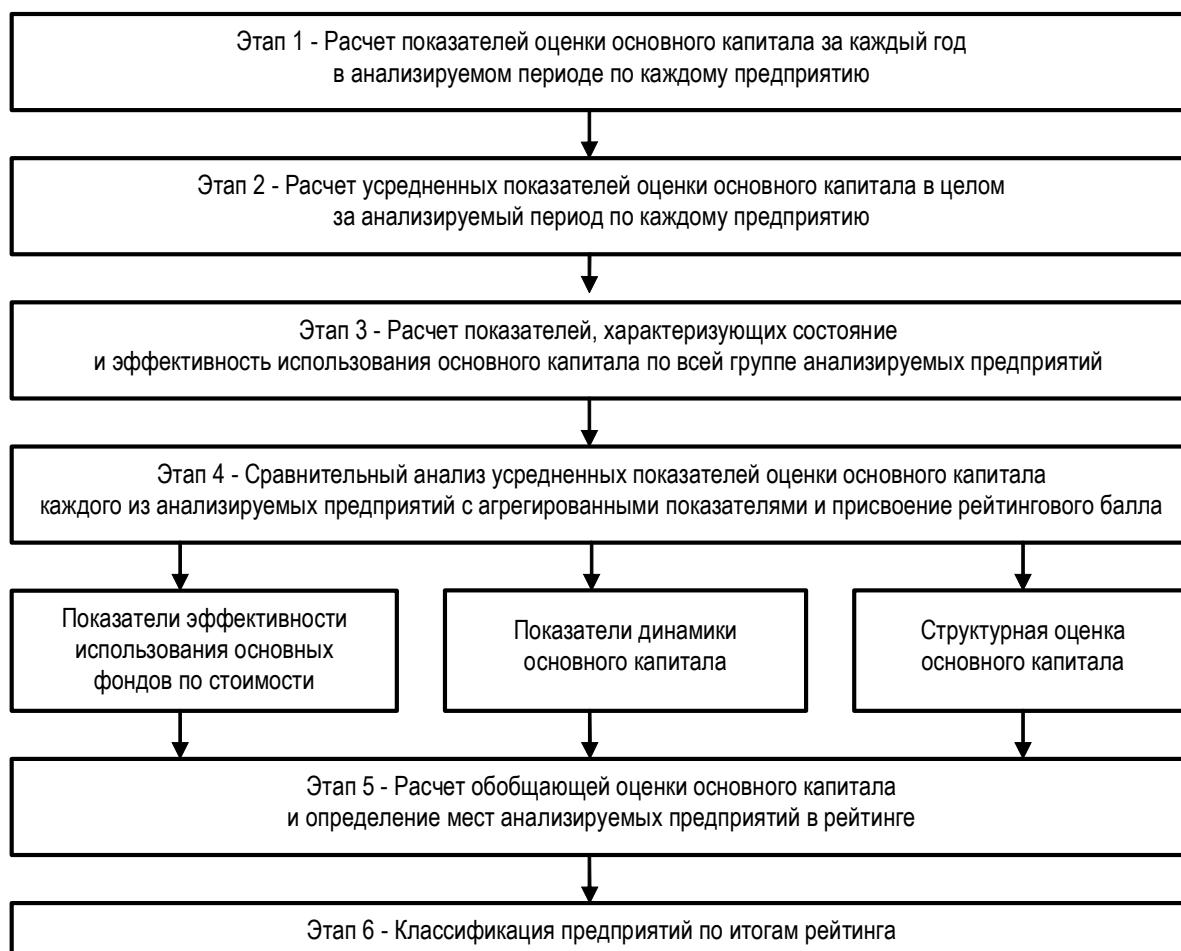 Этап 1 - Расчет показателей оценки основного капитала за каждый год
в анализируемом периоде по каждому предприятию
Этап 2 - Расчет усредненных показателей оценки основного капитала в целом
за анализируемый период по каждому предприятию
Этап 3 - Расчет показателей, характеризующих состояние
и эффективность использования основного капитала по всей группе анализируемых предприятий
Этап 4 - Сравнительный анализ усредненных показателей оценки основного капитала
каждого из анализируемых предприятий с агрегированными показателями и присвоение рейтингового балла
Показатели эффективности
использования основных
фондов по стоимости
Показатели динамики
основного капитала
Структурная оценка
основного капитала
Этап 5 - Расчет обобщающей оценки основного капитала
и определение мест анализируемых предприятий в рейтинге
Этап 6 - Классификация предприятий по итогам рейтинга